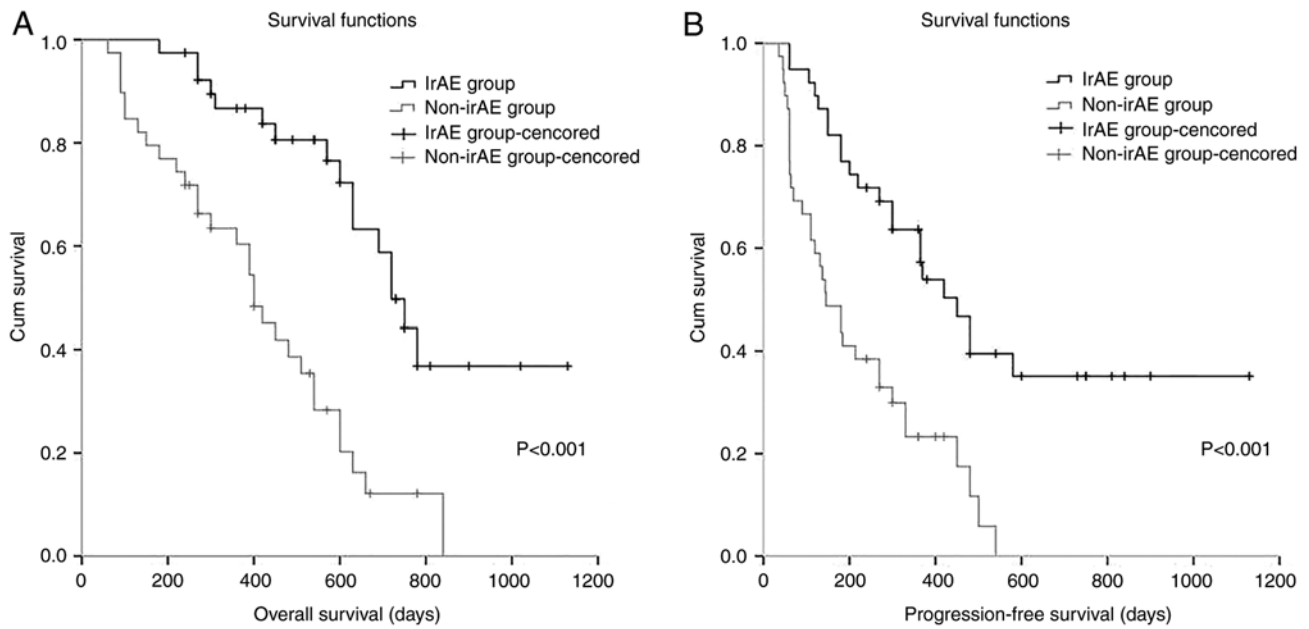 A
Survival functions
1.0
0.8
0.6
0.4
0.2
0.0
Cum survival
IrAE group
Non-irAE group
IrAE group-cencored
Non-irAE group-cencored
P<0.001
0 200 400 600 800 1000 1200
Overall survival (days)
B
Survival functions
1.0
0.8
0.6
0.4
0.2
0.0
Cum survival
IrAE group
Non-irAE group
IrAE group-cencored
Non-irAE group-cencored
P<0.001
0 200 400 600 800 1000 1200
Progression-free survival (days)